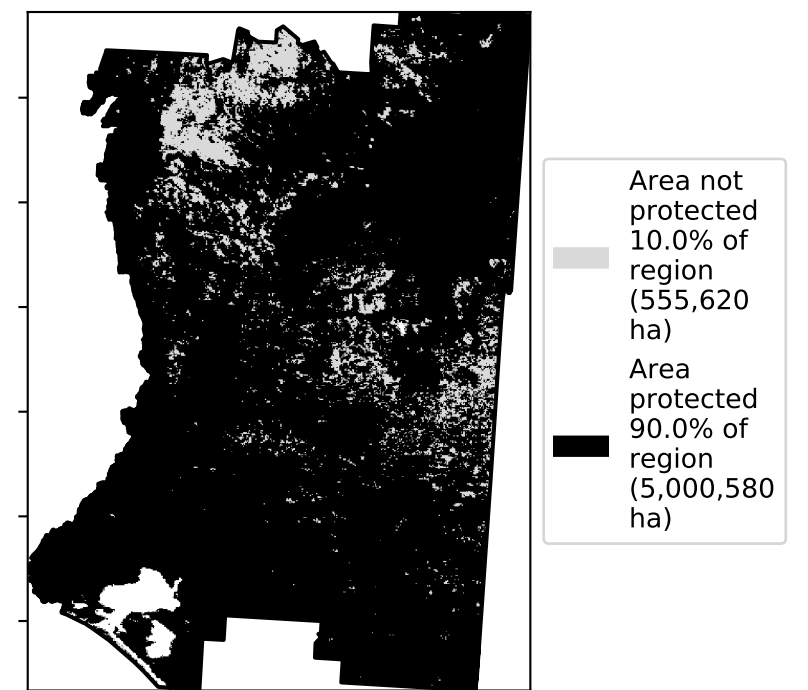 Area not
protected
10.0% of
region
(555,620
ha)
Area
protected
90.0% of
region
(5,000,580
ha)